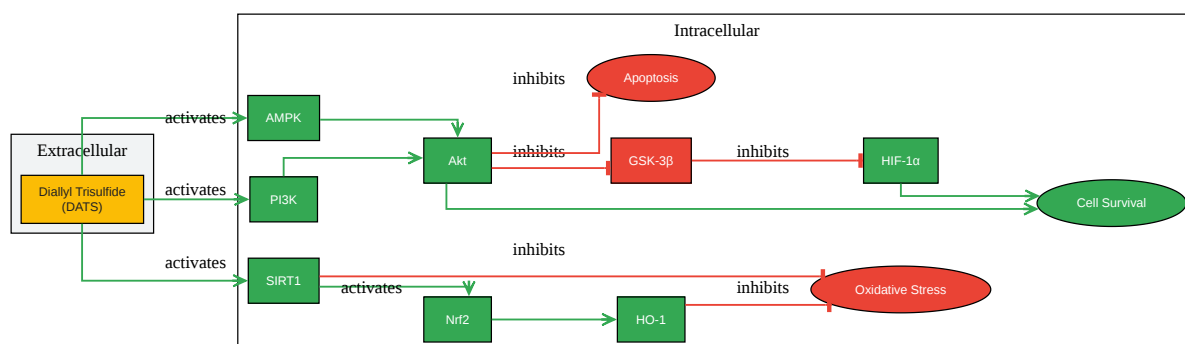 Intracellular
inhibits
Apoptosis
activates
AMPK
Extracellular
Akt
inhibits
GSK-3β
inhibits
HIF-1α
Diallyl Trisulfide
(DATS)
activates
PI3K
Cell Survival
inhibits
activates
SIRT1
activates
inhibits
Oxidative Stress
Nrf2
HO-1